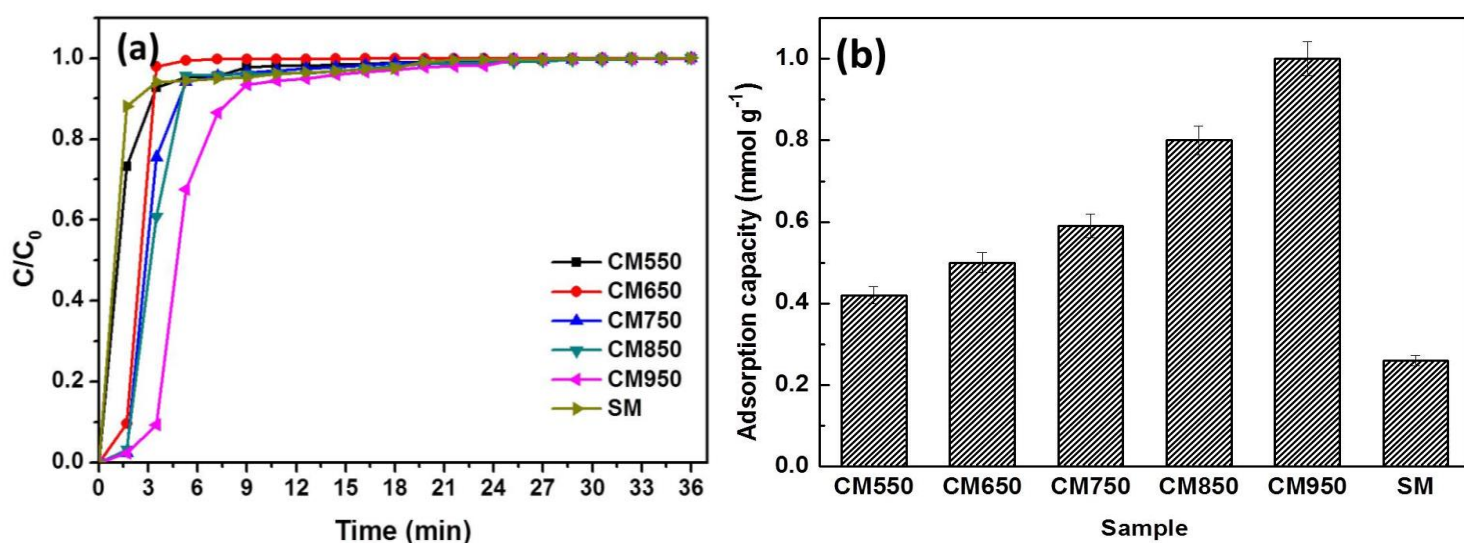 (a)
C/C₀
1.0
0.8
0.6
0.4
0.2
0.0
0 3 6 9 12 15 18 21 24 27 30 33 36
Time (min)
CM550
CM650
CM750
CM850
CM950
SM
(b)
Adsorption capacity (mmol g⁻¹)
1.0
0.8
0.6
0.4
0.2
0.0
CM550 CM650 CM750 CM850 CM950 SM
Sample